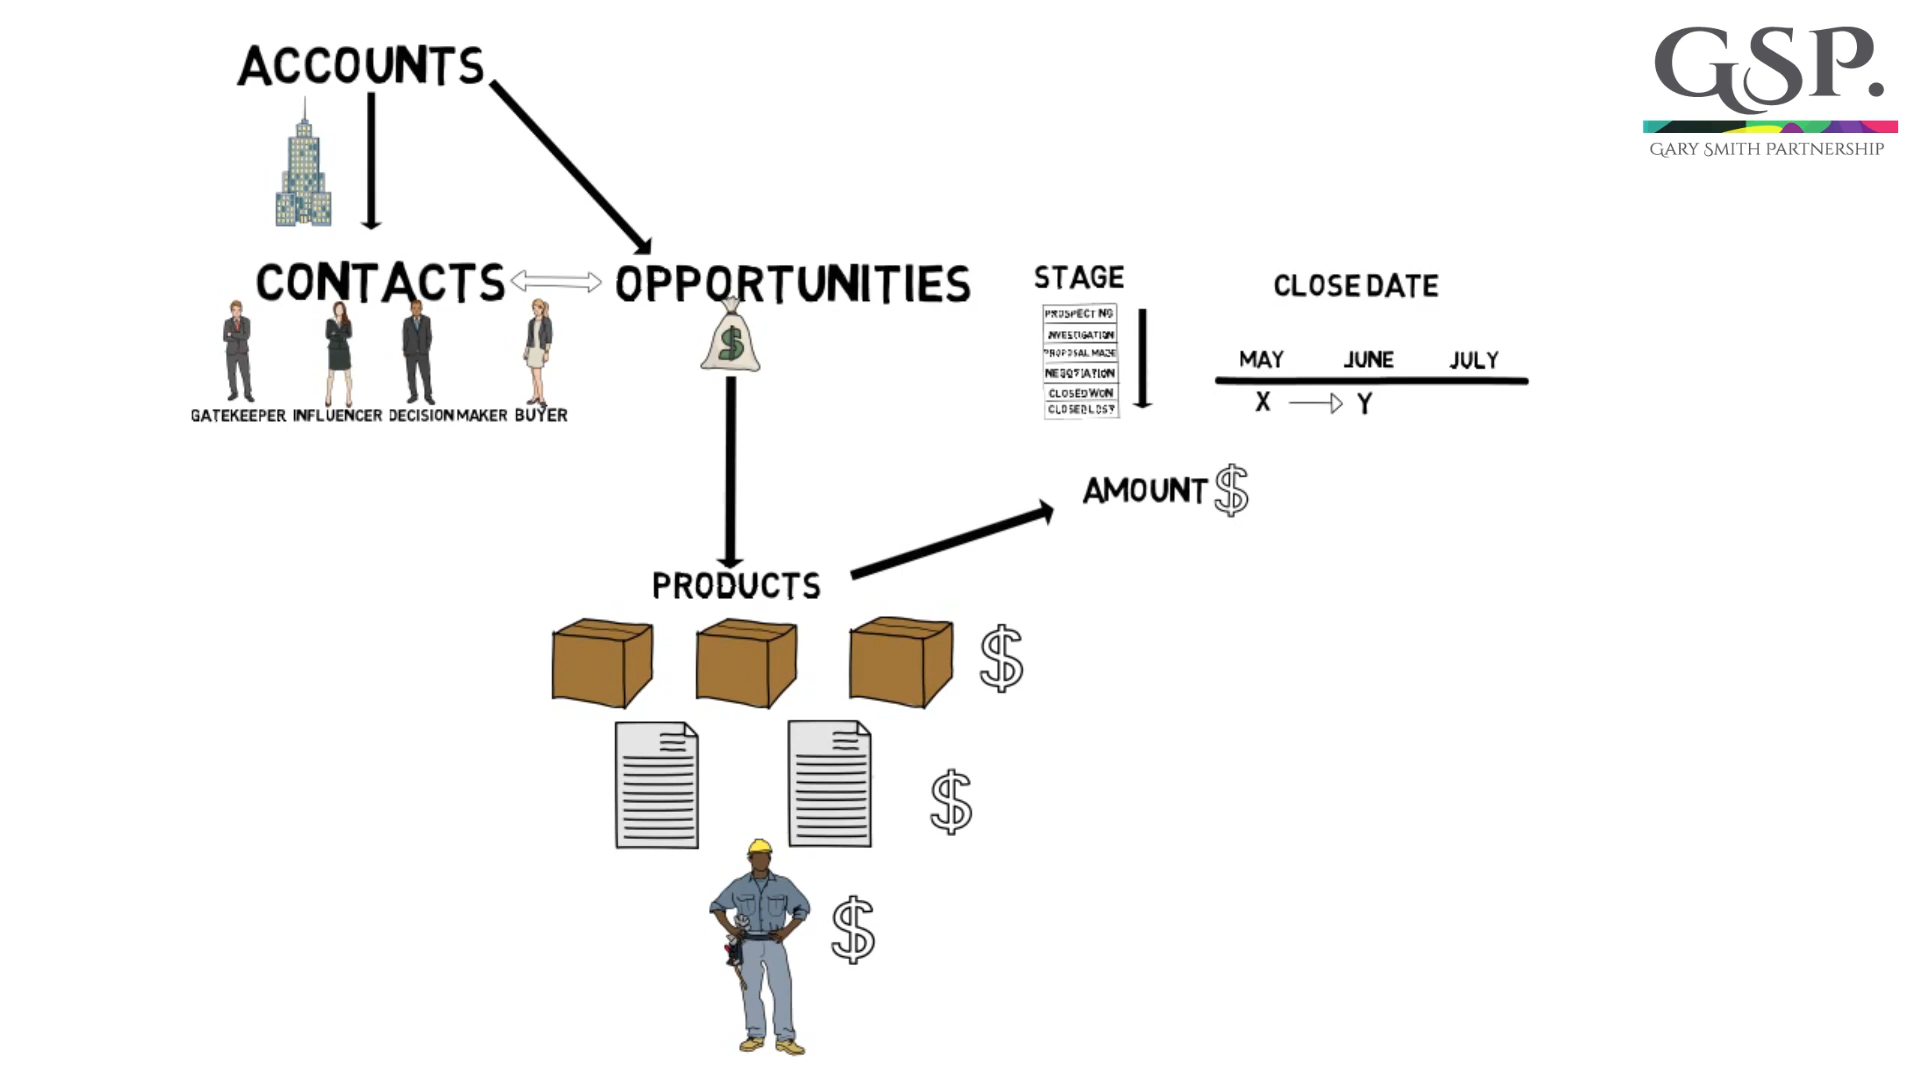 ACCOUNTS
GSP.
GARY SMITH PARTNERSHIP
CONTACTS
OPPORTUNITIES
STAGE
CLOSE DATE
PROSPECTING
INVESTIGATION
PROPOSAL MADE
NEGOTIATION
CLOSED WON
CLOSED LOST
MAY JUNE JULY
X Y
$
GATEKEEPER INFLUENCER DECISION MAKER BUYER
AMOUNT $
PRODUCTS
$
$
$